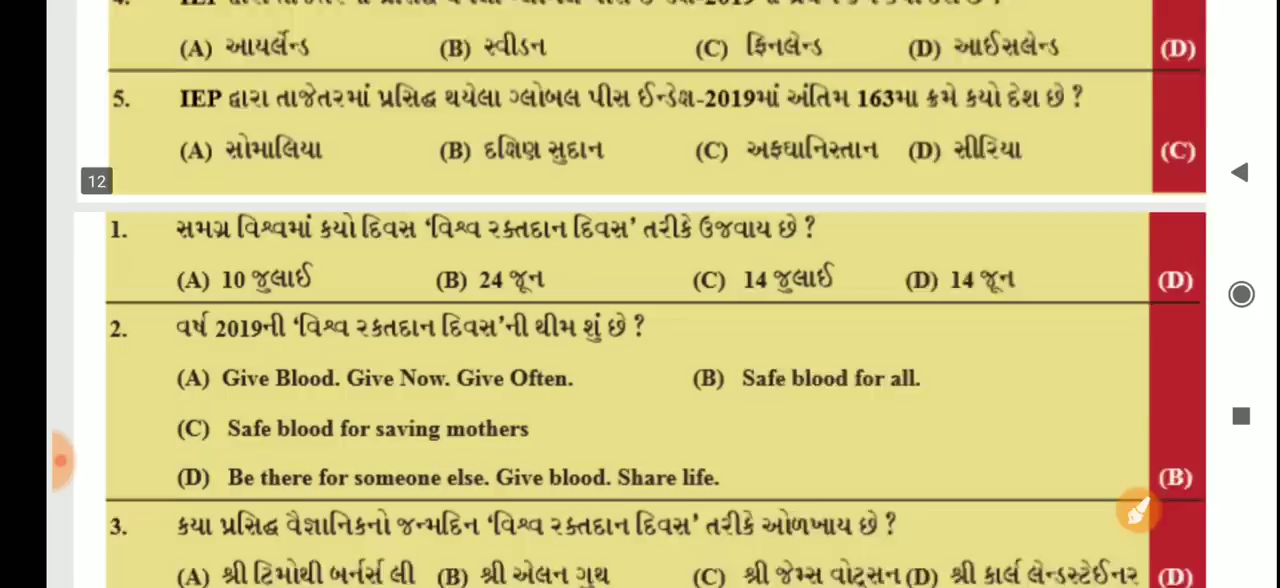 (A) આયર્લેન્ડ (B) સ્વીડન (C) ફિનલેન્ડ (D) આઈસલેન્ડ (D)
5. IEP દ્વારા તાજેતરમાં પ્રસિદ્ધ થયેલા ગ્લોબલ પીસ ઈન્ડેક્ષ-2019માં અંતિમ 163મા ક્રમે કયો દેશ છે ?
(A) સોમાલિયા (B) દક્ષિણ સુદાન (C) અફઘાનિસ્તાન (D) સીરિયા (C)
12
1. સમગ્ર વિશ્વમાં કયો દિવસ ‘વિશ્વ રક્તદાન દિવસ’ તરીકે ઉજવાય છે ?
(A) 10 જુલાઈ (B) 24 જૂન (C) 14 જુલાઈ (D) 14 જૂન (D)
2. વર્ષ 2019ની ‘વિશ્વ રક્તદાન દિવસ’ની થીમ શું છે ?
(A) Give Blood. Give Now. Give Often. (B) Safe blood for all.
(C) Safe blood for saving mothers
(D) Be there for someone else. Give blood. Share life. (B)
3. કયા પ્રસિદ્ધ વૈજ્ઞાનિકનો જન્મદિન ‘વિશ્વ રક્તદાન દિવસ’ તરીકે ઓળખાય છે ?
(A) શ્રી ટિમોથી બર્નર્સ લી (B) શ્રી એલન ગુથ (C) શ્રી જેમ્સ વોટ્સન (D) શ્રી કાર્લ લેન્ડસ્ટેઈનર (D)